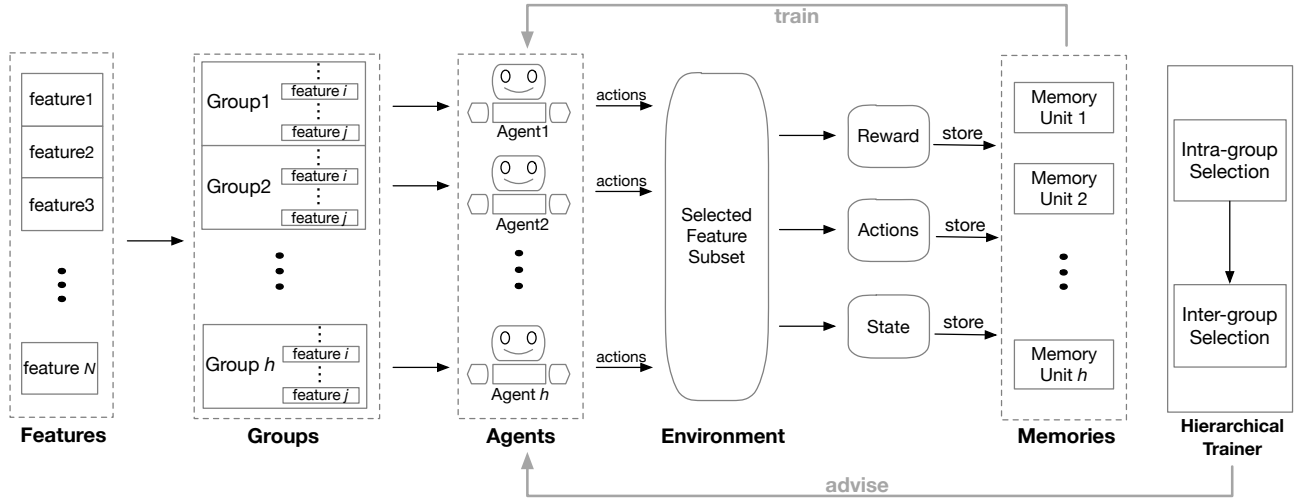 train
feature1
feature2
feature3
feature N
Features
Group1
feature i
feature j
Group2
feature i
feature j
Group h
feature i
feature j
Groups
Agent1
Agent2
Agent h
Agents
actions
actions
actions
Selected
Feature
Subset
Environment
Reward
Actions
State
store
store
store
Memory
Unit 1
Memory
Unit 2
Memory
Unit h
Memories
Intra-group
Selection
Inter-group
Selection
Hierarchical
Trainer
advise